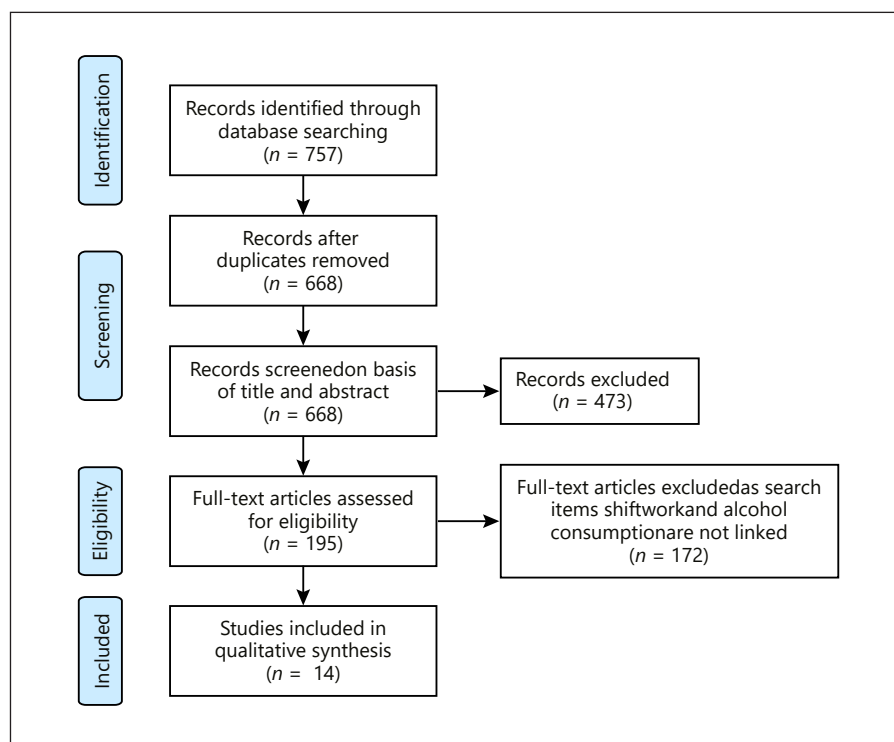 Identification
Records identified through
database searching
(n = 757)
Records after
duplicates removed
(n = 668)
Screening
Records screenedon basis
of title and abstract
(n = 668)
Records excluded
(n = 473)
Eligibility
Full-text articles assessed
for eligibility
(n = 195)
Full-text articles excludedas search
items shiftworkand alcohol
consumptionare not linked
(n = 172)
Included
Studies included in
qualitative synthesis
(n = 14)